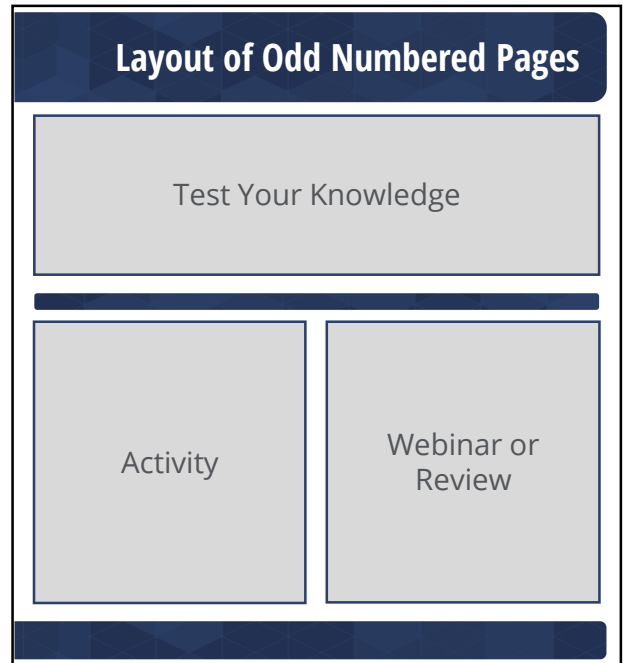 Layout of Odd Numbered Pages
Test Your Knowledge
Activity
Webinar or
Review